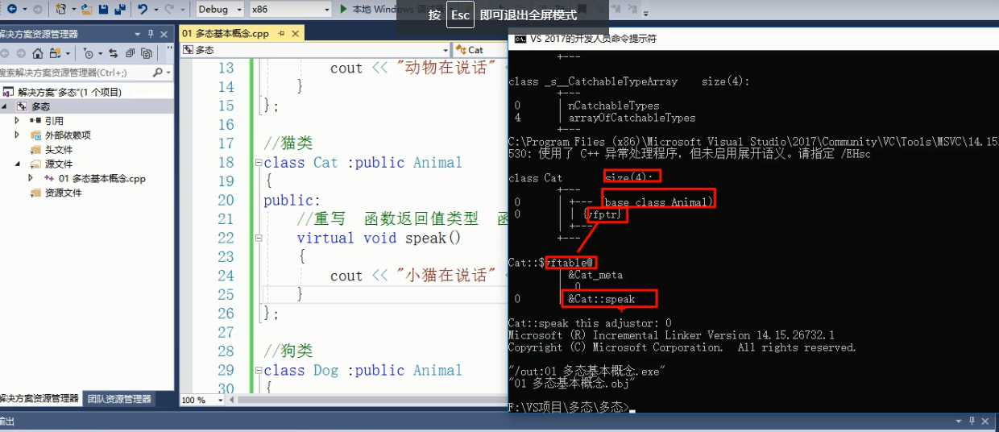 按 Esc 即可退出全屏模式
Debug
x86
本地 Windows
解决方案资源管理器
搜索解决方案资源管理器(Ctrl+;)
解决方案"多态"(1 个项目)
多态
引用
外部依赖项
头文件
源文件
01 多态基本概念.cpp
资源文件
解决方案资源管理器
团队资源管理器
输出
01 多态基本概念.cpp
多态
Cat
13 cout << "动物在说话"
14 }
15 };
16
17 //猫类
18 class Cat :public Animal
19 {
20 public:
21 //重写 函数返回值类型
22 virtual void speak()
23 {
24 cout << "小猫在说话"
25 }
26 };
27
28 //狗类
29 class Dog :public Animal
30 {
100 %
VS 2017的开发人员命令提示符
+---
class _s__CatchableTypeArray size(4):
+---
0 | nCatchableTypes
4 | arrayOfCatchableTypes
+---
C:\Program Files (x86)\Microsoft Visual Studio\2017\Community\VC\Tools\MSVC\14.15
530: 使用了 C++ 异常处理程序，但未启用展开语义。请指定 /EHsc
class Cat size(4):
+---
0 | +--- (base class Animal)
0 | | {vfptr}
| +---
+---
Cat::$vftable@
| &Cat_meta
| 0
0 | &Cat::speak
Cat::speak this adjustor: 0
Microsoft (R) Incremental Linker Version 14.15.26732.1
Copyright (C) Microsoft Corporation.  All rights reserved.
"/out:01 多态基本概念.exe"
"01 多态基本概念.obj"
F:\VS项目\多态\多态>